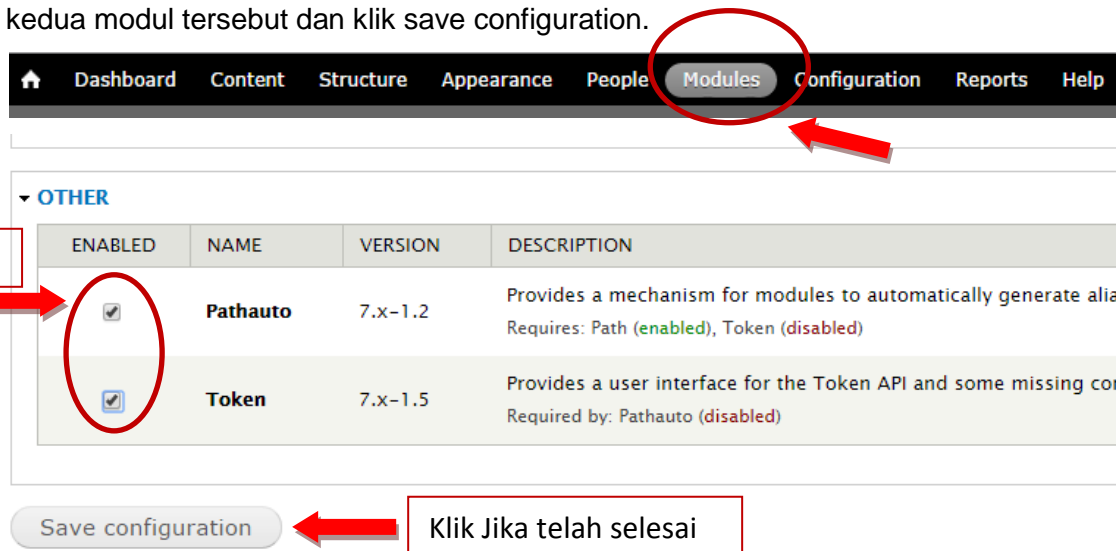 kedua modul tersebut dan klik save configuration.
Dashboard Content Structure Appearance People Modules Configuration Reports Help
OTHER
ENABLED NAME VERSION DESCRIPTION
Pathauto 7.x-1.2 Provides a mechanism for modules to automatically generate alia
Requires: Path (enabled), Token (disabled)
Token 7.x-1.5 Provides a user interface for the Token API and some missing cor
Required by: Pathauto (disabled)
Save configuration Klik Jika telah selesai